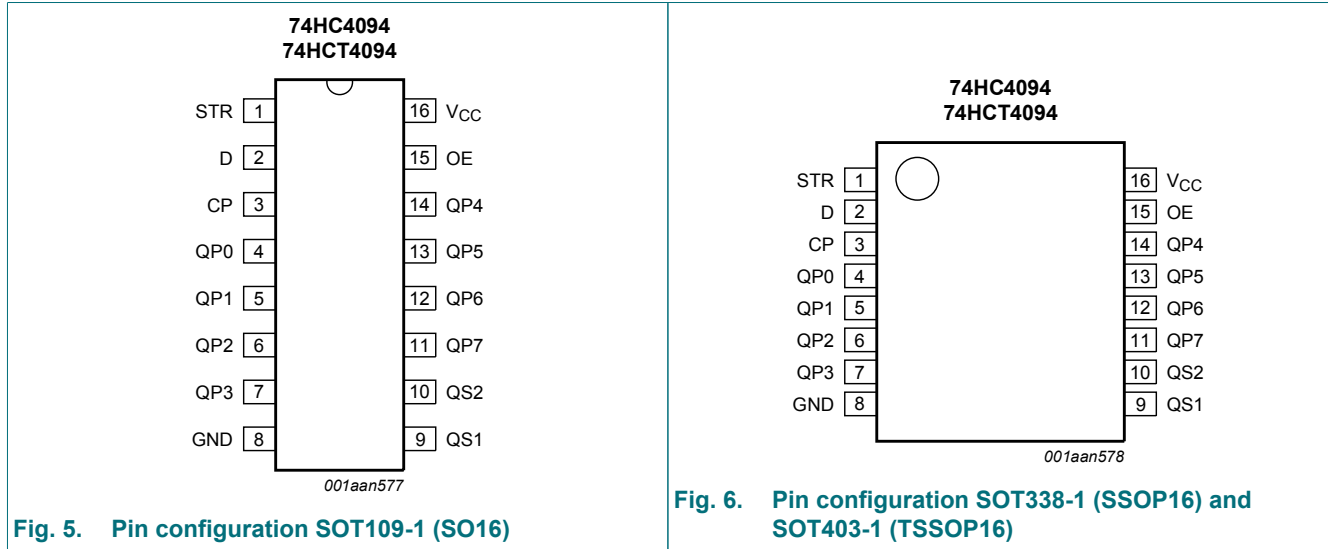 74HC4094
74HCT4094
STR 1 16 VCC
D 2 15 OE
CP 3 14 QP4
QP0 4 13 QP5
QP1 5 12 QP6
QP2 6 11 QP7
QP3 7 10 QS2
GND 8 9 QS1
001aan577
Fig. 5. Pin configuration SOT109-1 (SO16)
74HC4094
74HCT4094
STR 1 16 VCC
D 2 15 OE
CP 3 14 QP4
QP0 4 13 QP5
QP1 5 12 QP6
QP2 6 11 QP7
QP3 7 10 QS2
GND 8 9 QS1
001aan578
Fig. 6. Pin configuration SOT338-1 (SSOP16) and
SOT403-1 (TSSOP16)